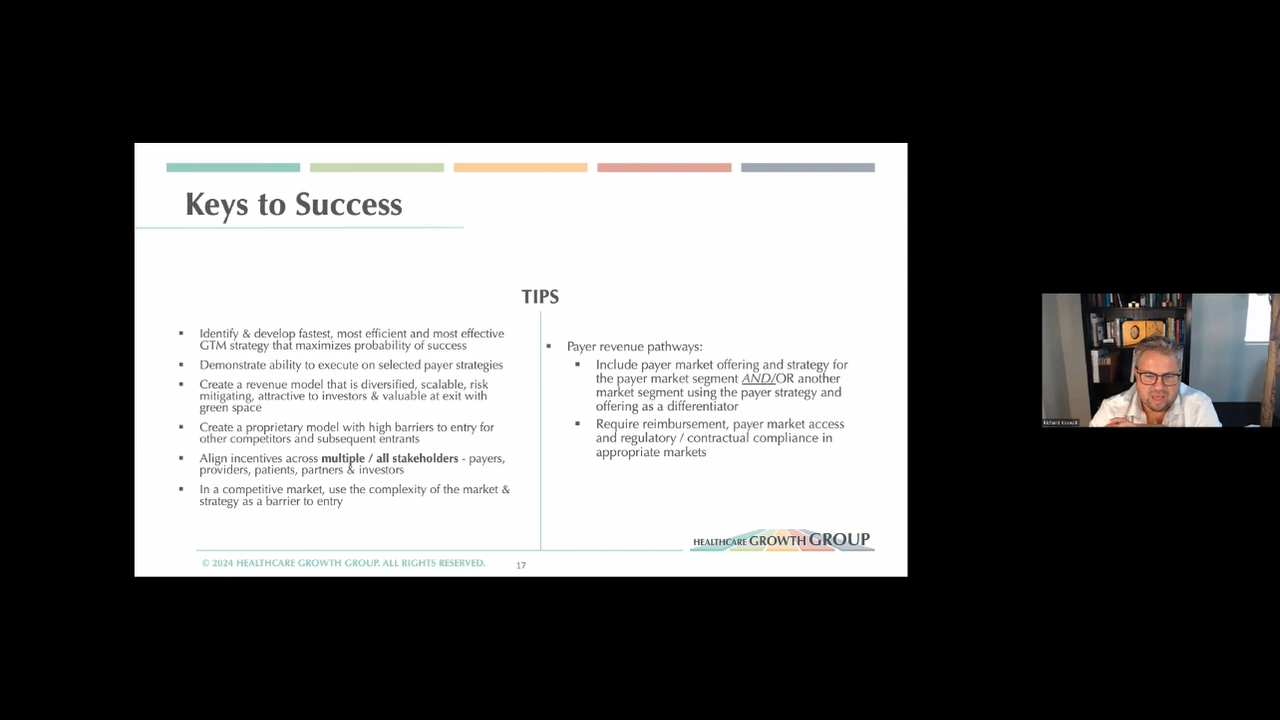 Keys to Success
TIPS
▪ Identify & develop fastest, most efficient and most effective
GTM strategy that maximizes probability of success
▪ Demonstrate ability to execute on selected payer strategies
▪ Create a revenue model that is diversified, scalable, risk
mitigating, attractive to investors & valuable at exit with
green space
▪ Create a proprietary model with high barriers to entry for
other competitors and subsequent entrants
▪ Align incentives across multiple / all stakeholders - payers,
providers, patients, partners & investors
▪ In a competitive market, use the complexity of the market &
strategy as a barrier to entry
▪ Payer revenue pathways:
▪ Include payer market offering and strategy for
the payer market segment AND/OR another
market segment using the payer strategy and
offering as a differentiator
▪ Require reimbursement, payer market access
and regulatory / contractual compliance in
appropriate markets
HEALTHCARE GROWTH GROUP
© 2024 HEALTHCARE GROWTH GROUP. ALL RIGHTS RESERVED.
17
Richard